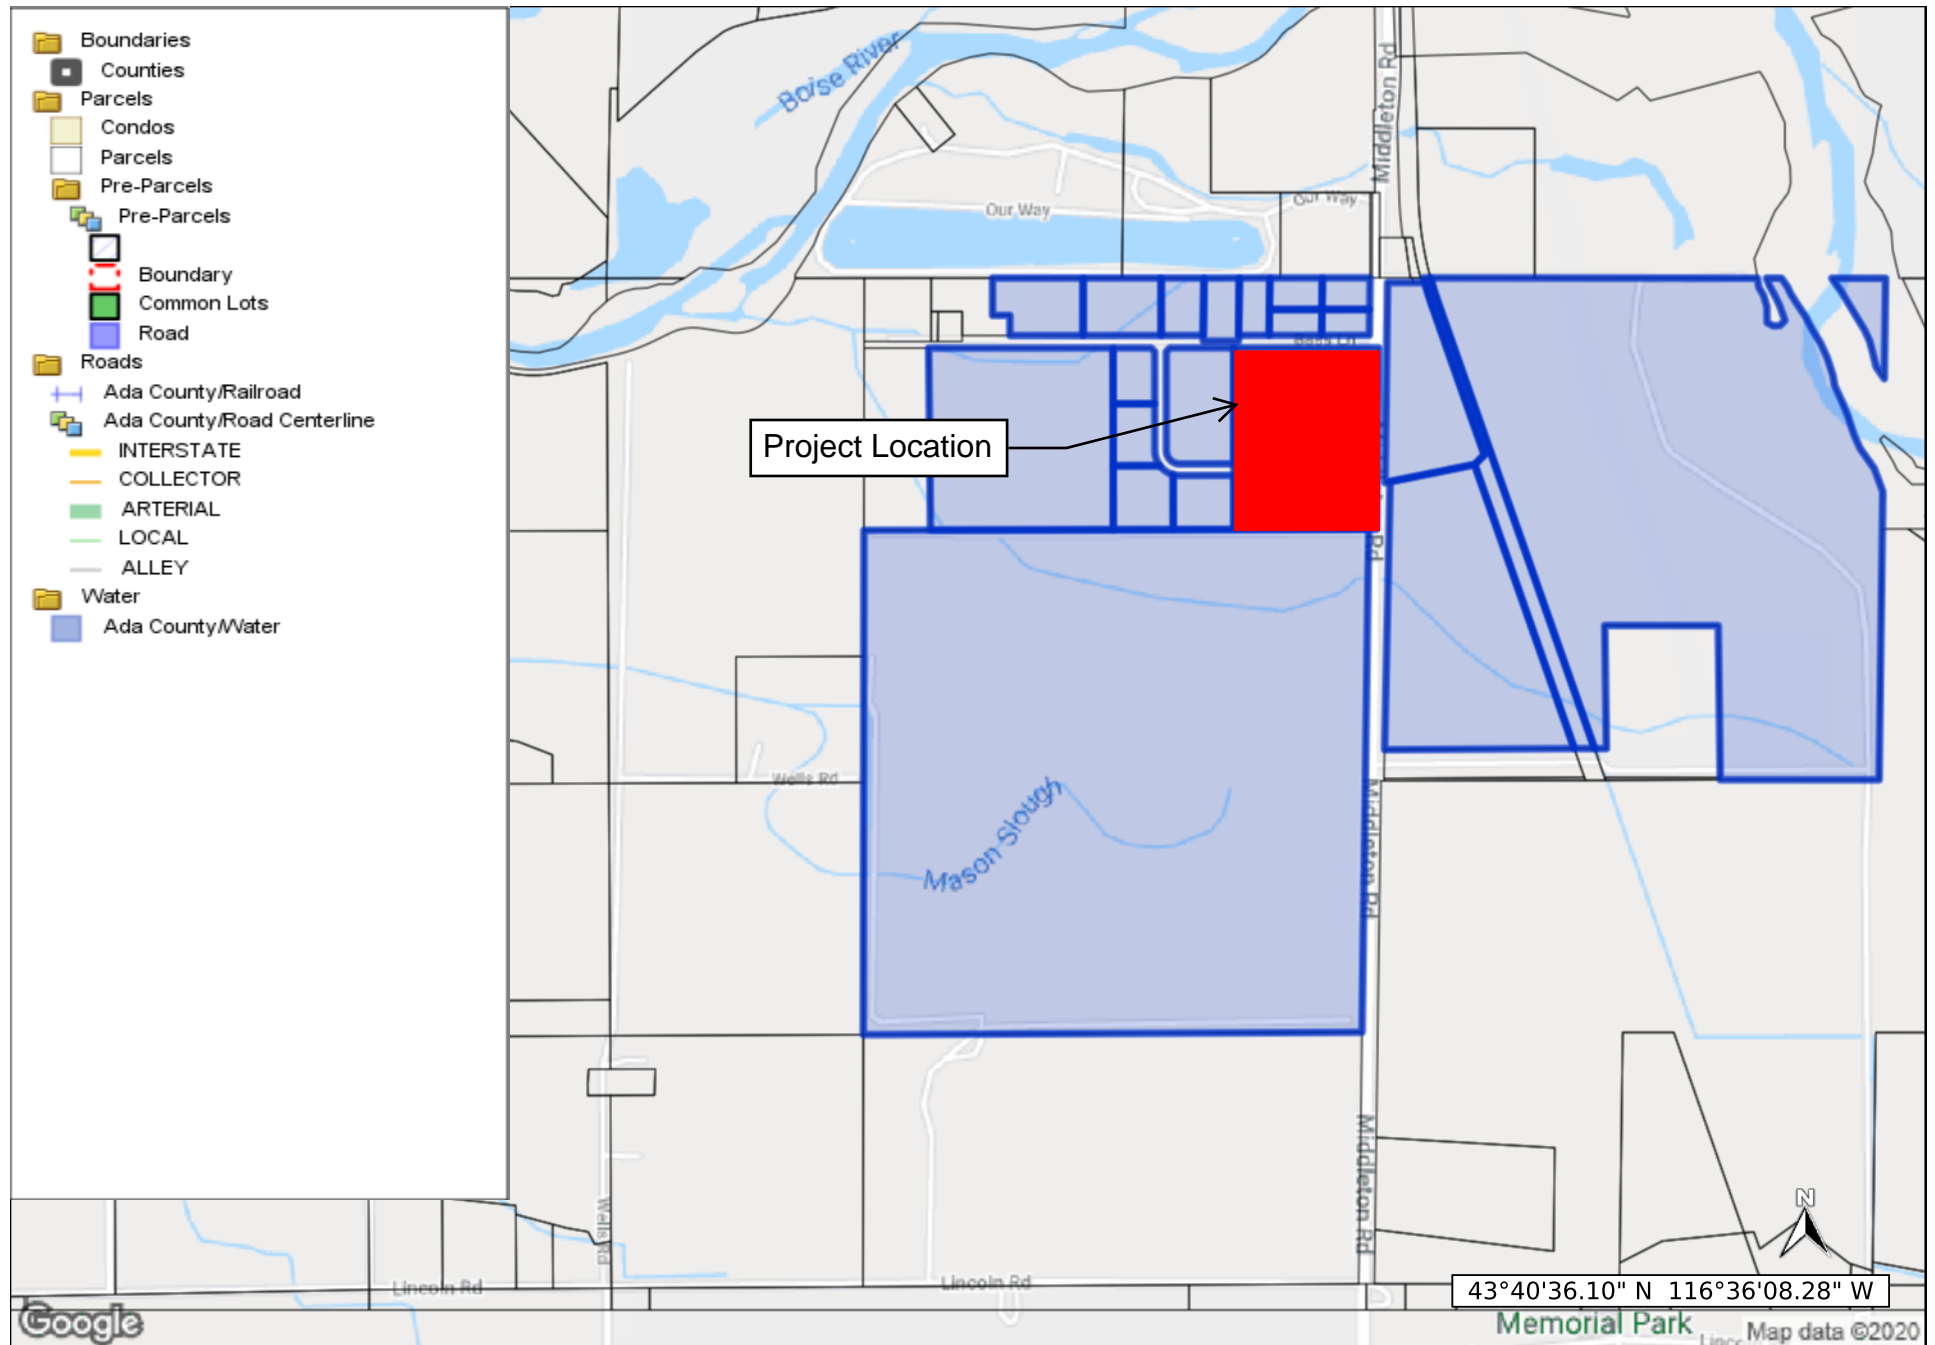 Boundaries
Counties
Parcels
Condos
Parcels
Pre-Parcels
Pre-Parcels
Boundary
Common Lots
Road
Roads
Ada County/Railroad
Ada County/Road Centerline
INTERSTATE
COLLECTOR
ARTERIAL
LOCAL
ALLEY
Water
Ada County/Water
Boise River
Middleton Rd
Our Way
Our Way
Project Location
Rd
Wells Rd
Mason Slough
Middleton Rd
Middleton Rd
Wells Rd
Lincoln Rd
Lincoln Rd
N
43°40'36.10" N 116°36'08.28" W
Google
Memorial Park
Map data ©2020